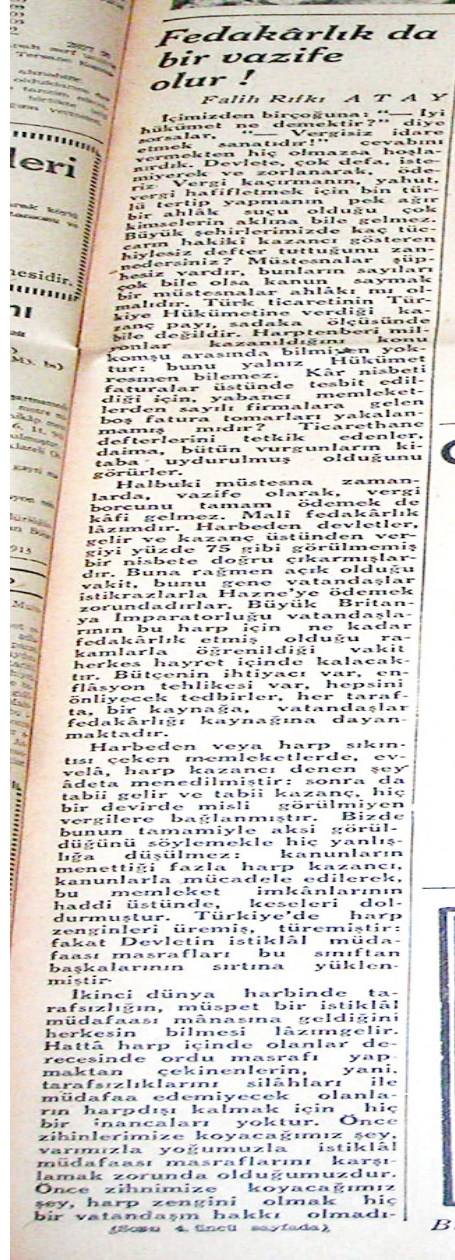 Fedakârlık da
bir vazife
olur !
Falih Rıfkı ATAY
İçimizden birçoğuna: "— İyi
hükümet ne demektir?" diye
sorsalar, "— Vergisiz idare
etmek sanatıdır!" cevabını
vermekten hiç olmazsa hoşla-
nırdık. Devlete çok defa, iste-
miyerek ve zorlanarak, öde-
riz. Vergi kaçırmanın, yahut,
vergi hafifletmek için bin tür-
lü tertip yapmanın pek ağır
bir ahlâk suçu olduğu çok
kimselerin aklına bile gelmez.
Büyük şehirlerimizde kaç tüc-
carın hakiki kazancı gösteren
hiylesiz defter tuttuğunu zan-
nedersiniz? Müstesnalar şüp-
hesiz vardır, bunların sayıları
çok bile olsa kanun saymak
bir müstesnalar ahlâkı mı ol-
malıdır. Türk ticaretinin Tür-
kiye Hükümetine verdiği ka-
zanç payı, sadaka ölçüsünde
bile değildir. Harptenberi mil-
yonlar kazanıldığını konu
komşu arasında bilmiyen yok-
tur: bunu yalnız Hükümet
resmen bilemez. Kâr nisbeti
faturalar üstünde tesbit edil-
diği için, yabancı memleket-
lerden sayılı firmalara gelen
boş fatura tomarları yakalan-
mamış mıdır? Ticarethane
defterlerini tetkik edenler,
daima, bütün vurgunların ki-
taba uydurulmuş olduğunu
görürler.
Halbuki müstesna zaman-
larda, vazife olarak, vergi
borcunu tamam ödemek de
kâfi gelmez. Malî fedakârlık
lâzımdır. Harbeden devletler,
gelir ve kazanç üstünden ver-
giyi yüzde 75 gibi görülmemiş
bir nisbete doğru çıkarmışlar-
dır. Buna rağmen açık olduğu
vakit, bunu gene vatandaşlar
istikrazlarla Hazne'ye ödemek
zorundadırlar. Büyük Britan-
ya İmparatorluğu vatandaşla-
rının bu harp için ne kadar
fedakârlık etmiş olduğu ra-
kamlarla öğrenildiği vakit
herkes hayret içinde kalacak-
tır. Bütçenin ihtiyacı var, en-
flâsyon tehlikesi var, hepsini
önliyecek tedbirler, her taraf-
ta, bir kaynağa, vatandaşlar
fedakârlığı kaynağına dayan-
maktadır.
Harbeden veya harp sıkın-
tısı çeken memleketlerde, ev-
velâ, harp kazancı denen şey
âdeta menedilmiştir: sonra da
tabii gelir ve tabii kazanç, hiç
bir devirde misli görülmiyen
vergilere bağlanmıştır. Bizde
bunun tamamiyle aksi görül-
düğünü söylemekle hiç yanlış-
lığa düşülmez: kanunların
menettiği fazla harp kazancı,
kanunlarla mücadele edilerek,
bu memleket imkânlarının
haddi üstünde, keseleri dol-
durmuştur. Türkiye'de harp
zenginleri üremiş, türemiştir:
fakat Devletin istiklâl müda-
faası masrafları bu sınıftan
başkalarının sırtına yüklen-
miştir.
İkinci dünya harbinde ta-
rafsızlığın, müspet bir istiklâl
müdafaası mânasına geldiğini
herkesin bilmesi lâzımgelir.
Hattâ harp içinde olanlar de-
recesinde ordu masrafı yap-
maktan çekinenlerin, yani,
tarafsızlıklarını silâhları ile
müdafaa edemiyecek olanla-
rın harpdışı kalmak için hiç
bir inancaları yoktur. Önce
zihinlerimize koyacağımız şey,
varımızla yoğumuzla istiklâl
müdafaası masraflarını karşı-
lamak zorunda olduğumuzdur.
Önce zihnimize koyacağımız
şey, harp zengini olmak hiç
bir vatandaşın hakkı olmadı-
(Sonu 4. üncü sayfada)
leri
nesidir.